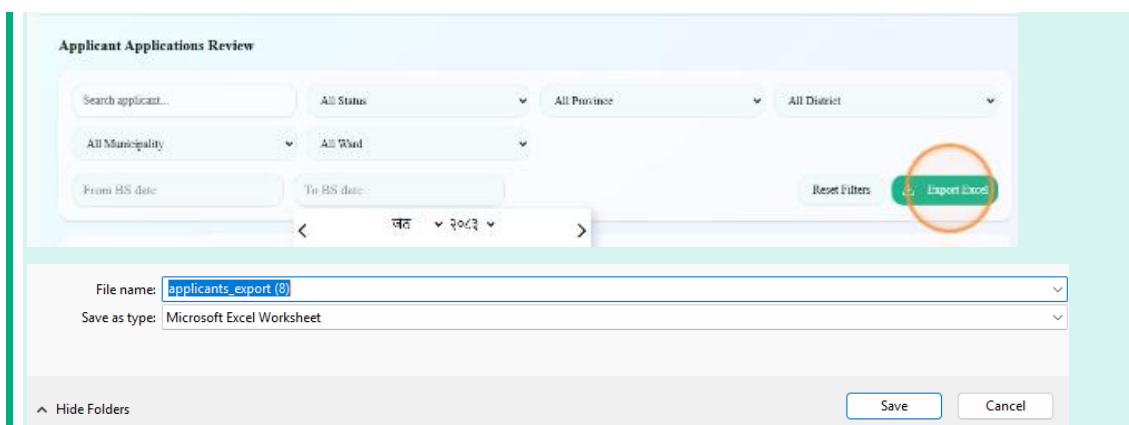 Applicant Applications Review
Search applicant... All Status All Province All District
All Municipality All Ward
From BS date To BS date Reset Filters Export Excel
जेठ २०८३
File name: applicants_export (8)
Save as type: Microsoft Excel Worksheet
Hide Folders Save Cancel